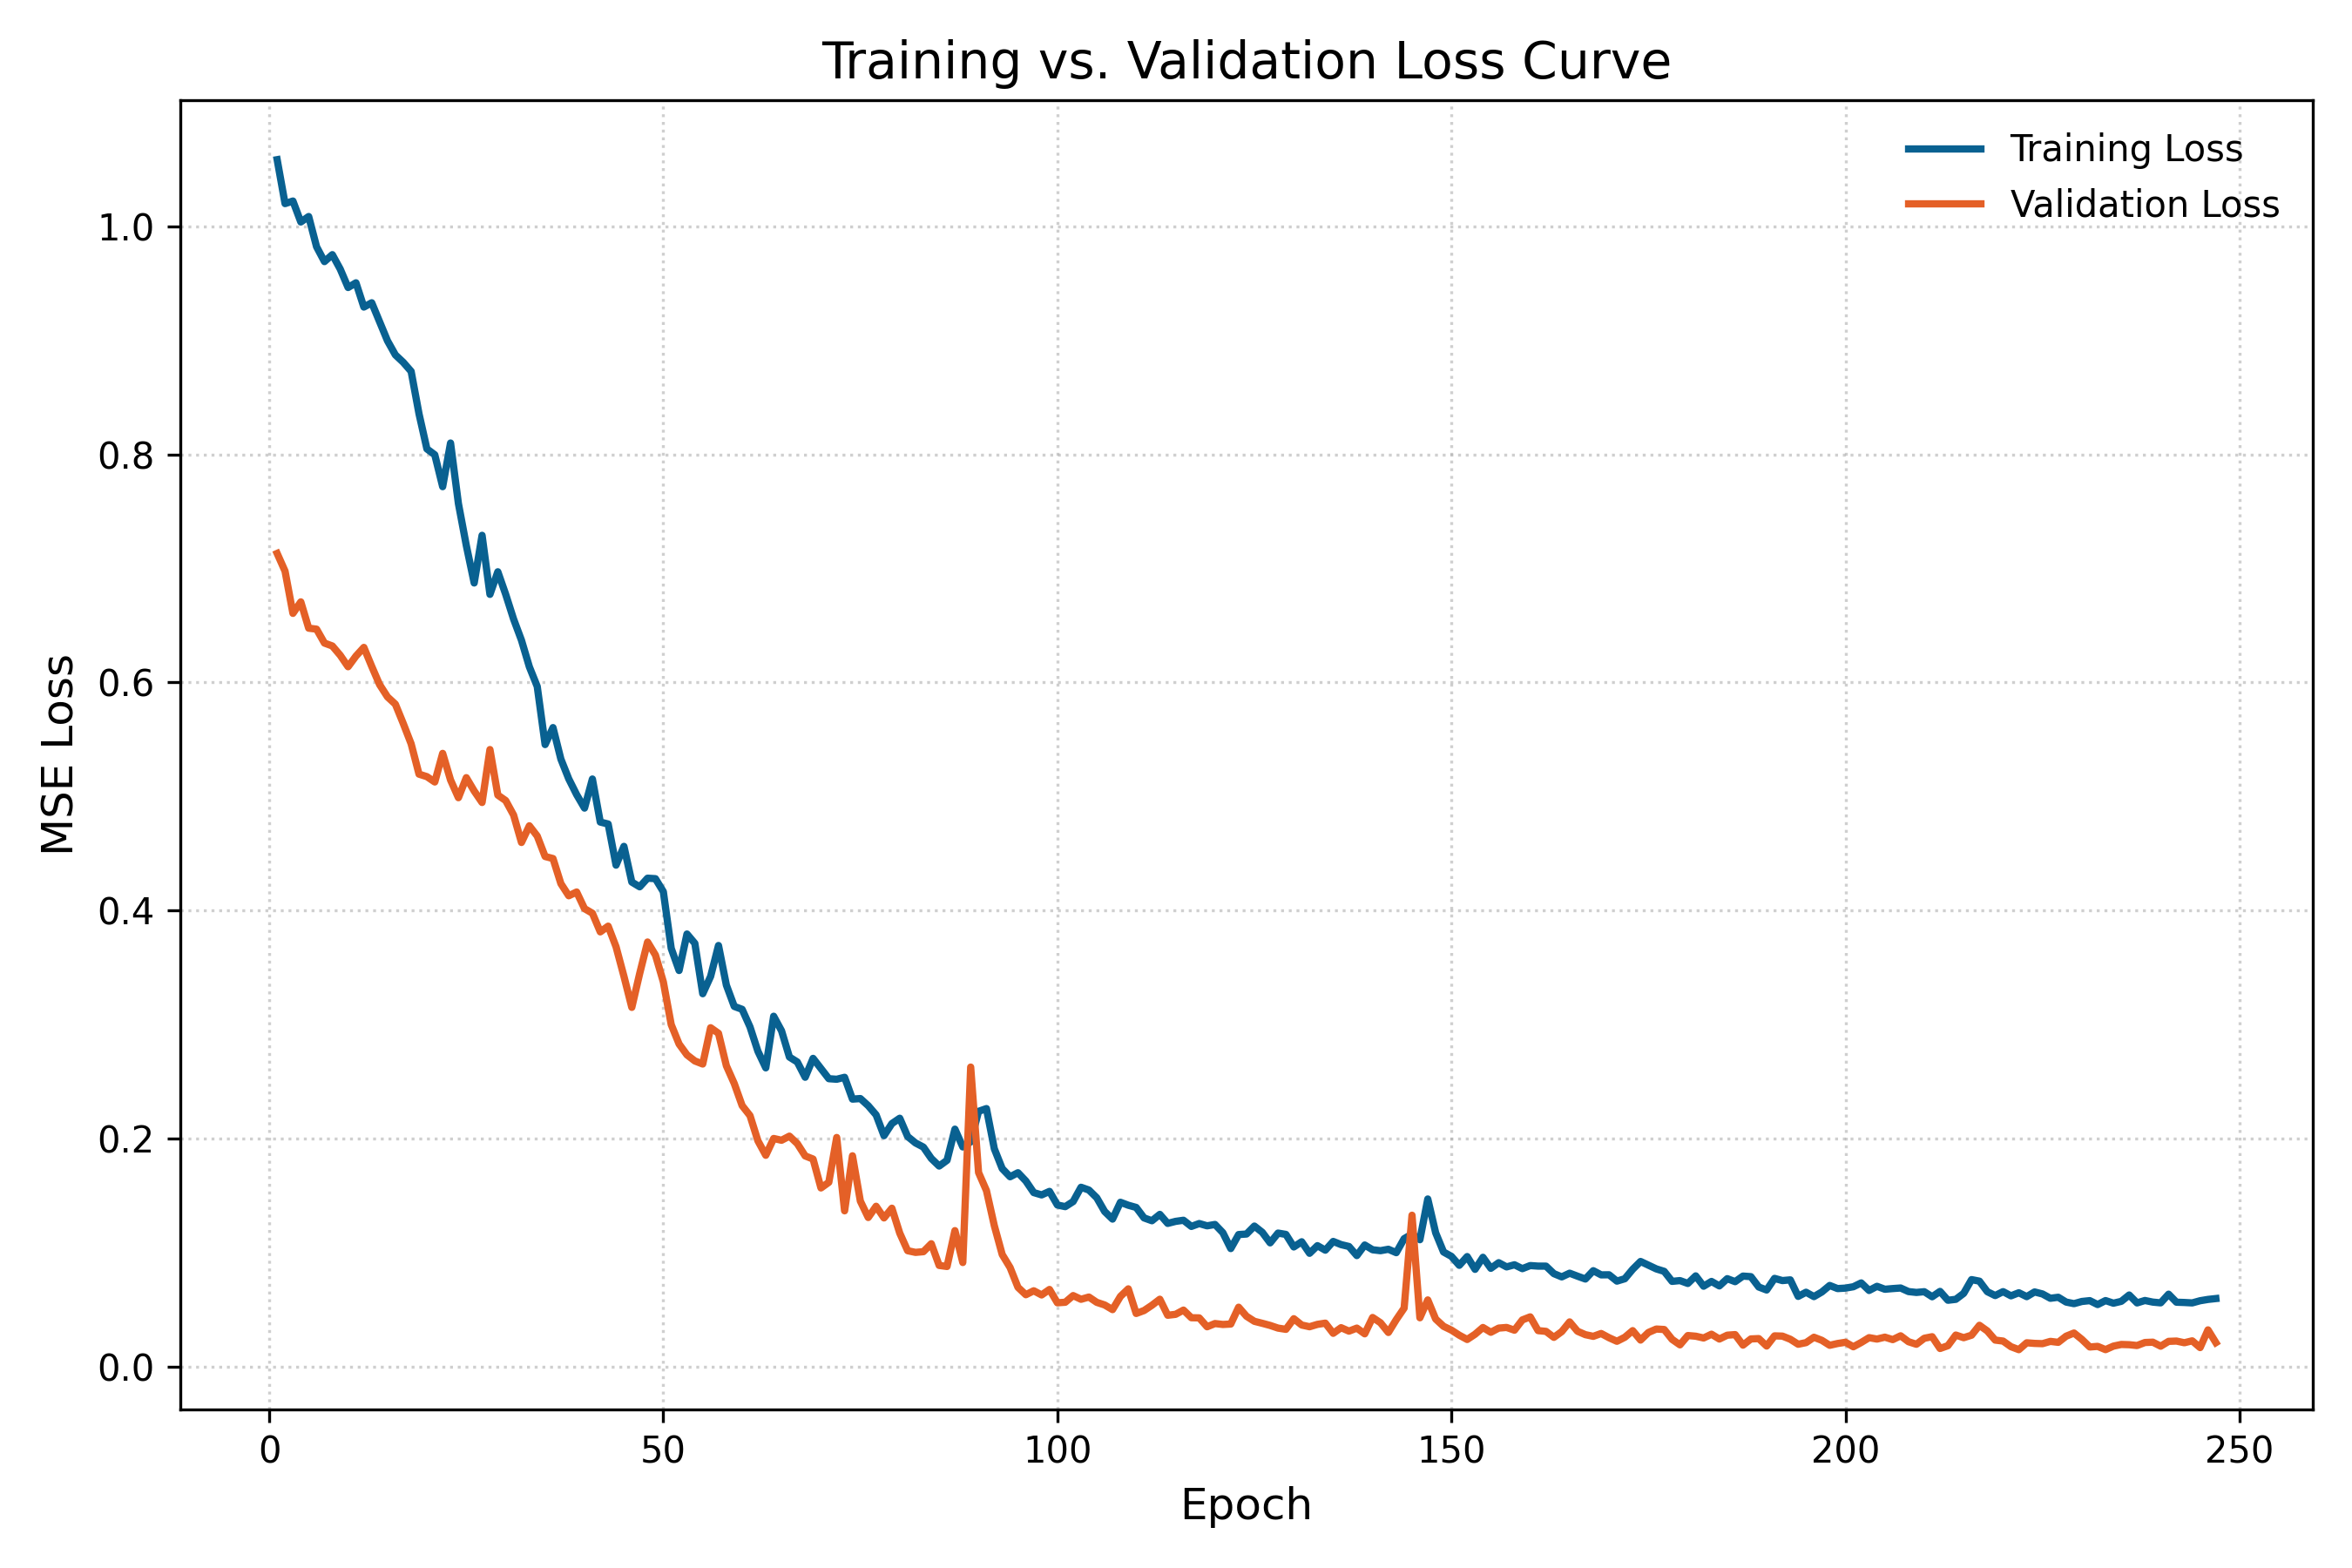 Training vs. Validation Loss Curve
Training Loss
Validation Loss
MSE Loss
1.0
0.8
0.6
0.4
0.2
0.0
0 50 100 150 200 250
Epoch